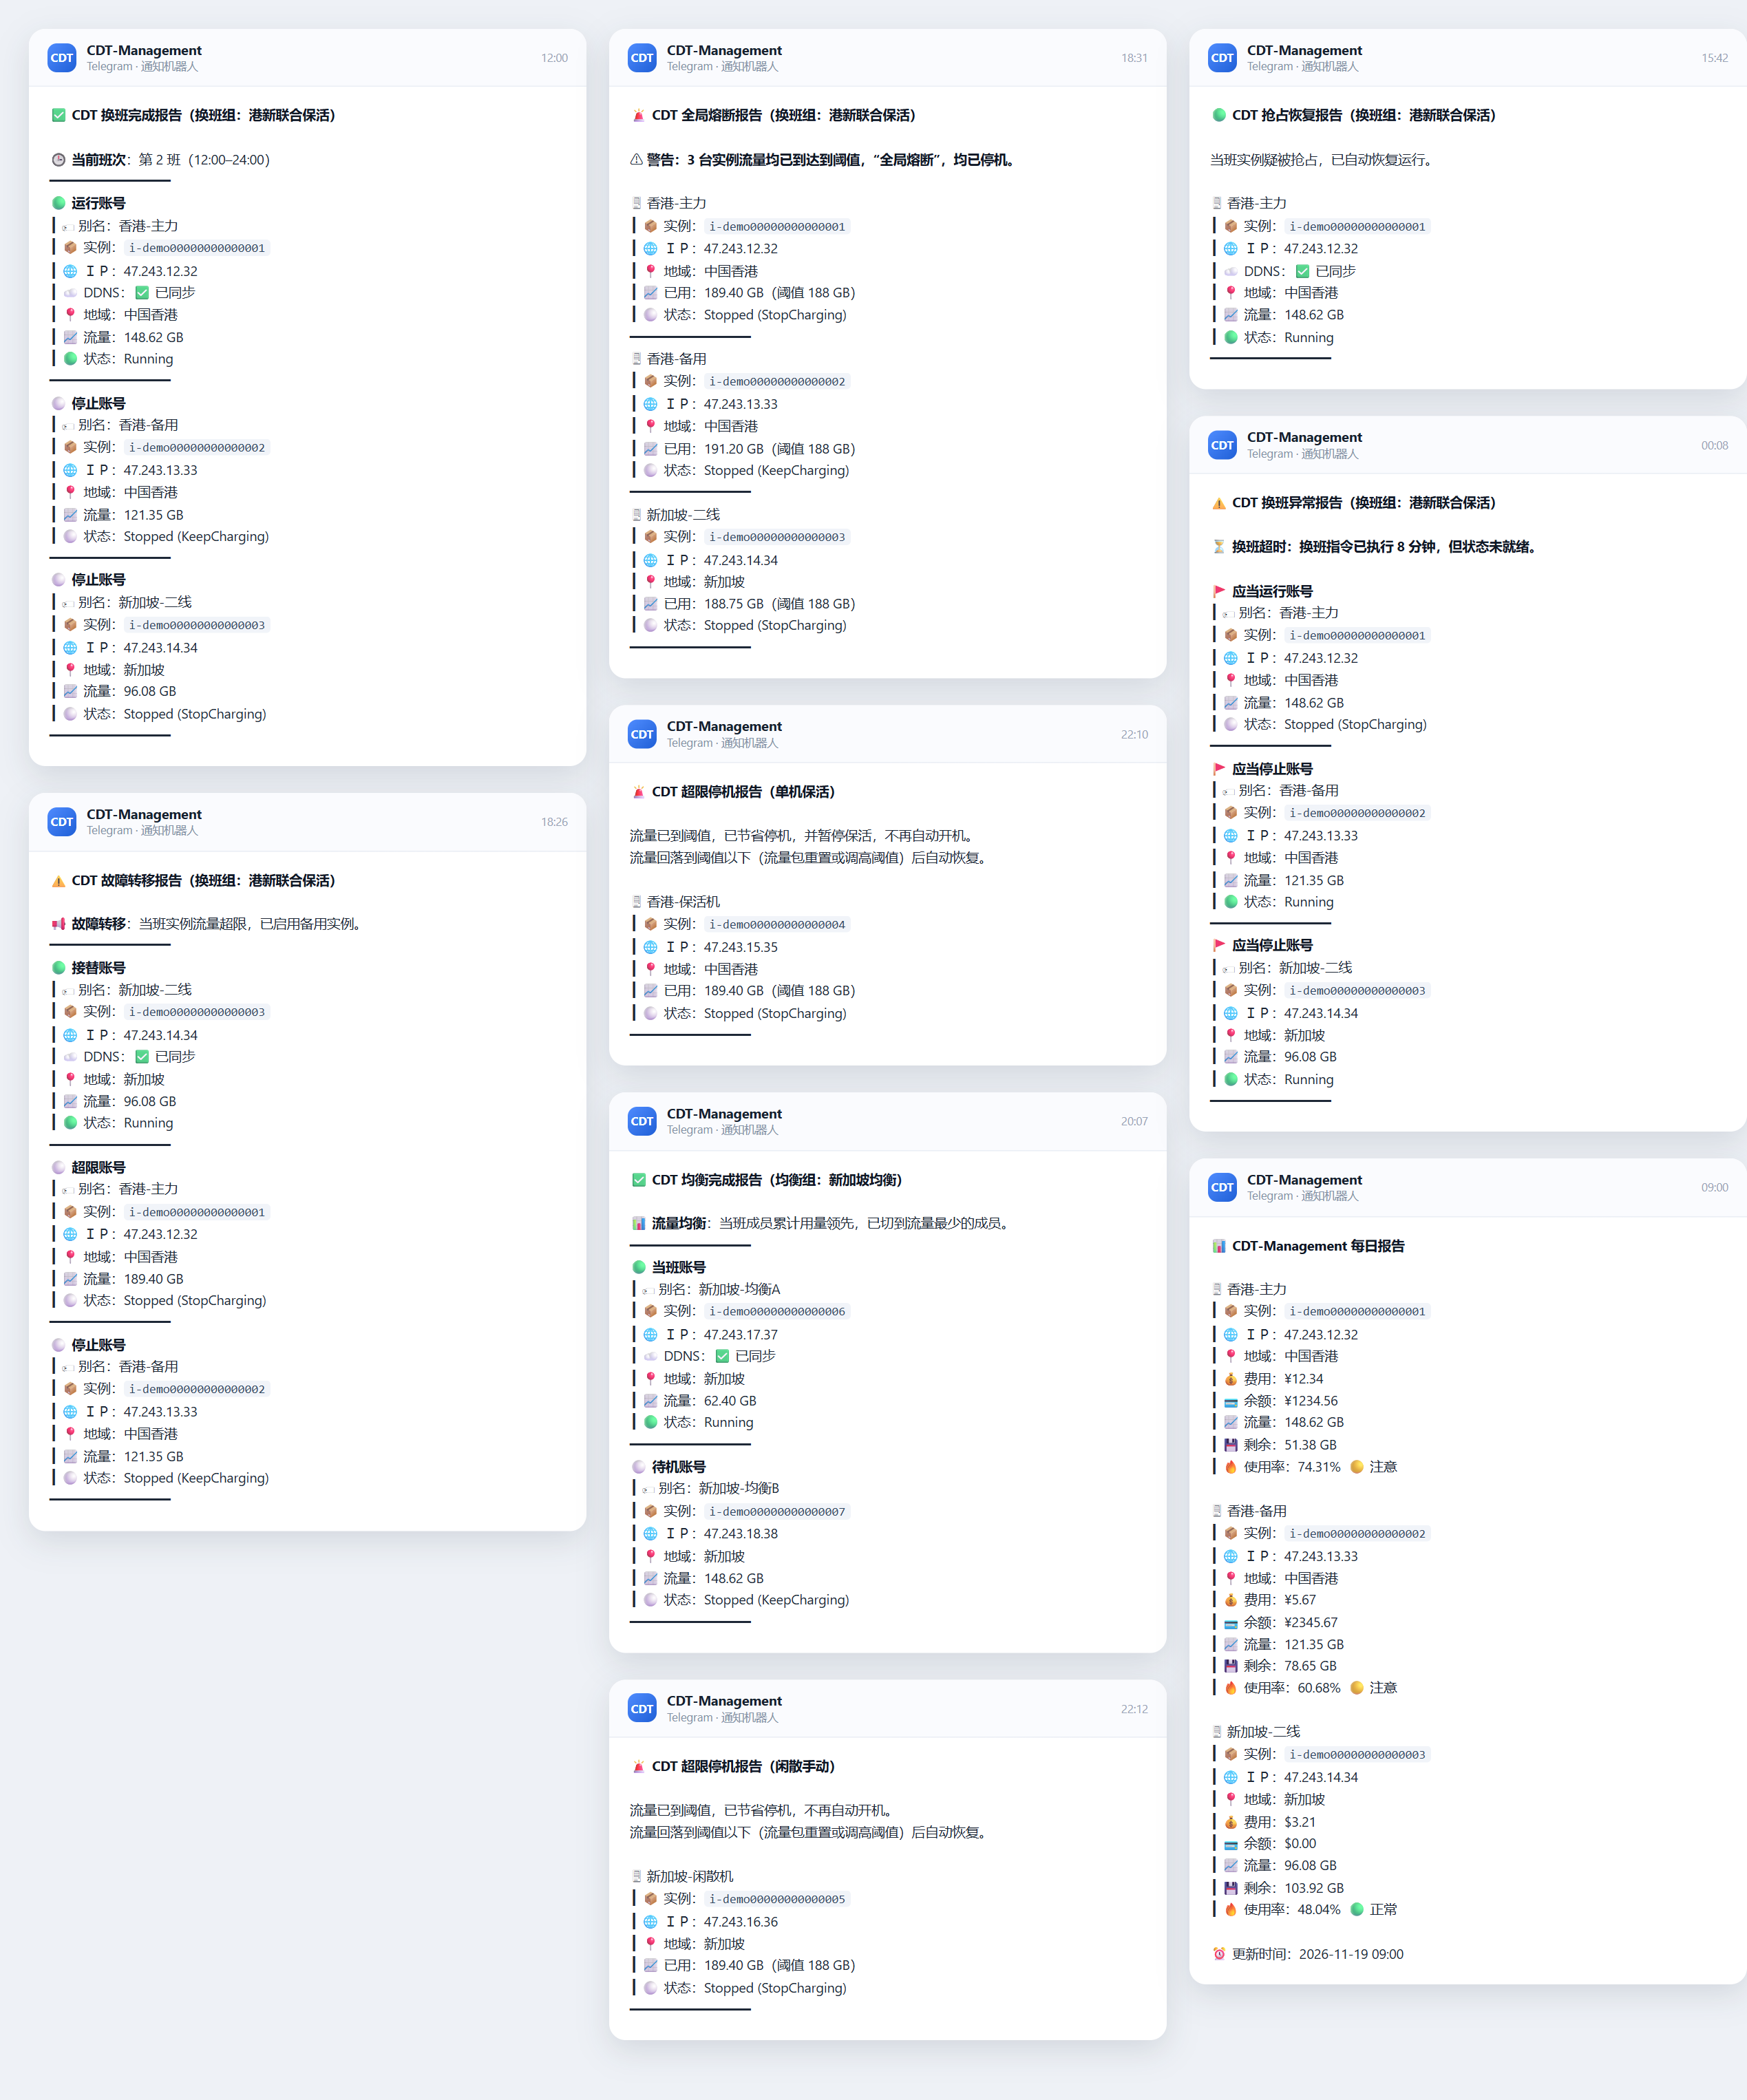 CDT
CDT-Management
Telegram · 通知机器人
12:00
✅ CDT 换班完成报告（换班组：港新联合保活）
🕒 当前班次：第 2 班（12:00–24:00）
🟢 运行账号
别名：香港-主力
📦 实例：i-demo00000000000001
🌐 ＩＰ：47.243.12.32
☁️ DDNS：✅ 已同步
📍 地域：中国香港
📈 流量：148.62 GB
🟢 状态：Running
停止账号
别名：香港-备用
📦 实例：i-demo00000000000002
🌐 ＩＰ：47.243.13.33
📍 地域：中国香港
📈 流量：121.35 GB
状态：Stopped (KeepCharging)
停止账号
别名：新加坡-二线
📦 实例：i-demo00000000000003
🌐 ＩＰ：47.243.14.34
📍 地域：新加坡
📈 流量：96.08 GB
状态：Stopped (StopCharging)
CDT
CDT-Management
Telegram · 通知机器人
18:26
⚠️ CDT 故障转移报告（换班组：港新联合保活）
📢 故障转移：当班实例流量超限，已启用备用实例。
🟢 接替账号
别名：新加坡-二线
📦 实例：i-demo00000000000003
🌐 ＩＰ：47.243.14.34
☁️ DDNS：✅ 已同步
📍 地域：新加坡
📈 流量：96.08 GB
🟢 状态：Running
超限账号
别名：香港-主力
📦 实例：i-demo00000000000001
🌐 ＩＰ：47.243.12.32
📍 地域：中国香港
📈 流量：189.40 GB
状态：Stopped (StopCharging)
停止账号
别名：香港-备用
📦 实例：i-demo00000000000002
🌐 ＩＰ：47.243.13.33
📍 地域：中国香港
📈 流量：121.35 GB
状态：Stopped (KeepCharging)
CDT
CDT-Management
Telegram · 通知机器人
18:31
🚨 CDT 全局熔断报告（换班组：港新联合保活）
⚠ 警告：3 台实例流量均已到达到阈值，“全局熔断”，均已停机。
香港-主力
📦 实例：i-demo00000000000001
🌐 ＩＰ：47.243.12.32
📍 地域：中国香港
📈 已用：189.40 GB（阈值 188 GB）
状态：Stopped (StopCharging)
香港-备用
📦 实例：i-demo00000000000002
🌐 ＩＰ：47.243.13.33
📍 地域：中国香港
📈 已用：191.20 GB（阈值 188 GB）
状态：Stopped (KeepCharging)
新加坡-二线
📦 实例：i-demo00000000000003
🌐 ＩＰ：47.243.14.34
📍 地域：新加坡
📈 已用：188.75 GB（阈值 188 GB）
状态：Stopped (StopCharging)
CDT
CDT-Management
Telegram · 通知机器人
22:10
🚨 CDT 超限停机报告（单机保活）
流量已到阈值，已节省停机，并暂停保活，不再自动开机。
流量回落到阈值以下（流量包重置或调高阈值）后自动恢复。
香港-保活机
📦 实例：i-demo00000000000004
🌐 ＩＰ：47.243.15.35
📍 地域：中国香港
📈 已用：189.40 GB（阈值 188 GB）
状态：Stopped (StopCharging)
CDT
CDT-Management
Telegram · 通知机器人
20:07
✅ CDT 均衡完成报告（均衡组：新加坡均衡）
📊 流量均衡：当班成员累计用量领先，已切到流量最少的成员。
🟢 当班账号
别名：新加坡-均衡A
📦 实例：i-demo00000000000006
🌐 ＩＰ：47.243.17.37
☁️ DDNS：✅ 已同步
📍 地域：新加坡
📈 流量：62.40 GB
🟢 状态：Running
待机账号
别名：新加坡-均衡B
📦 实例：i-demo00000000000007
🌐 ＩＰ：47.243.18.38
📍 地域：新加坡
📈 流量：148.62 GB
状态：Stopped (KeepCharging)
CDT
CDT-Management
Telegram · 通知机器人
22:12
🚨 CDT 超限停机报告（闲散手动）
流量已到阈值，已节省停机，不再自动开机。
流量回落到阈值以下（流量包重置或调高阈值）后自动恢复。
新加坡-闲散机
📦 实例：i-demo00000000000005
🌐 ＩＰ：47.243.16.36
📍 地域：新加坡
📈 已用：189.40 GB（阈值 188 GB）
状态：Stopped (StopCharging)
CDT
CDT-Management
Telegram · 通知机器人
15:42
🟢 CDT 抢占恢复报告（换班组：港新联合保活）
当班实例疑被抢占，已自动恢复运行。
香港-主力
📦 实例：i-demo00000000000001
🌐 ＩＰ：47.243.12.32
☁️ DDNS：✅ 已同步
📍 地域：中国香港
📈 流量：148.62 GB
🟢 状态：Running
CDT
CDT-Management
Telegram · 通知机器人
00:08
⚠️ CDT 换班异常报告（换班组：港新联合保活）
⏳ 换班超时：换班指令已执行 8 分钟，但状态未就绪。
🚩 应当运行账号
别名：香港-主力
📦 实例：i-demo00000000000001
🌐 ＩＰ：47.243.12.32
📍 地域：中国香港
📈 流量：148.62 GB
状态：Stopped (StopCharging)
🚩 应当停止账号
别名：香港-备用
📦 实例：i-demo00000000000002
🌐 ＩＰ：47.243.13.33
📍 地域：中国香港
📈 流量：121.35 GB
🟢 状态：Running
🚩 应当停止账号
别名：新加坡-二线
📦 实例：i-demo00000000000003
🌐 ＩＰ：47.243.14.34
📍 地域：新加坡
📈 流量：96.08 GB
🟢 状态：Running
CDT
CDT-Management
Telegram · 通知机器人
09:00
📊 CDT-Management 每日报告
香港-主力
📦 实例：i-demo00000000000001
🌐 ＩＰ：47.243.12.32
📍 地域：中国香港
💰 费用：¥12.34
💳 余额：¥1234.56
📈 流量：148.62 GB
💾 剩余：51.38 GB
🔥 使用率：74.31% 🟡 注意
香港-备用
📦 实例：i-demo00000000000002
🌐 ＩＰ：47.243.13.33
📍 地域：中国香港
💰 费用：¥5.67
💳 余额：¥2345.67
📈 流量：121.35 GB
💾 剩余：78.65 GB
🔥 使用率：60.68% 🟡 注意
新加坡-二线
📦 实例：i-demo00000000000003
🌐 ＩＰ：47.243.14.34
📍 地域：新加坡
💰 费用：$3.21
💳 余额：$0.00
📈 流量：96.08 GB
💾 剩余：103.92 GB
🔥 使用率：48.04% 🟢 正常
⏰ 更新时间：2026-11-19 09:00